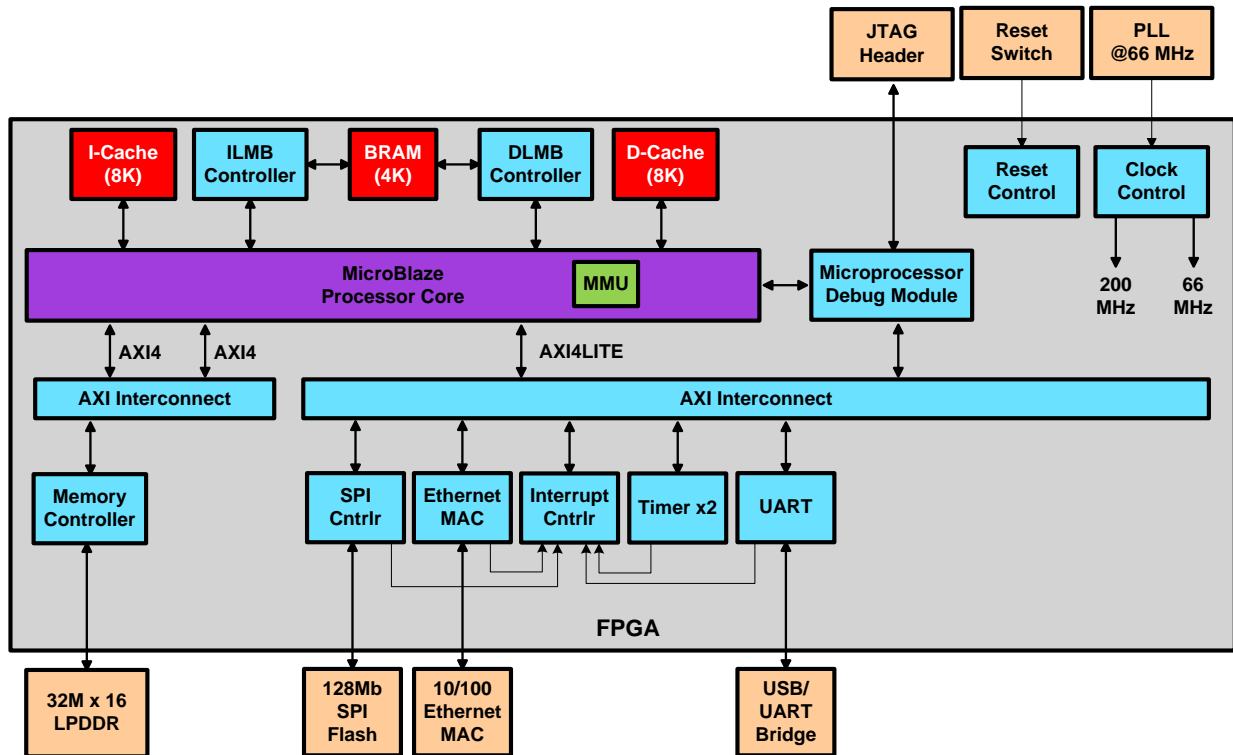 JTAG
Header
Reset
Switch
PLL
@66 MHz
I-Cache
(8K)
ILMB
Controller
BRAM
(4K)
DLMB
Controller
D-Cache
(8K)
Reset
Control
Clock
Control
MicroBlaze
Processor Core
MMU
Microprocessor
Debug Module
200
MHz
66
MHz
AXI4
AXI4
AXI4LITE
AXI Interconnect
AXI Interconnect
Memory
Controller
SPI
Cntrlr
Ethernet
MAC
Interrupt
Cntrlr
Timer x2
UART
FPGA
32M x 16
LPDDR
128Mb
SPI
Flash
10/100
Ethernet
MAC
USB/
UART
Bridge